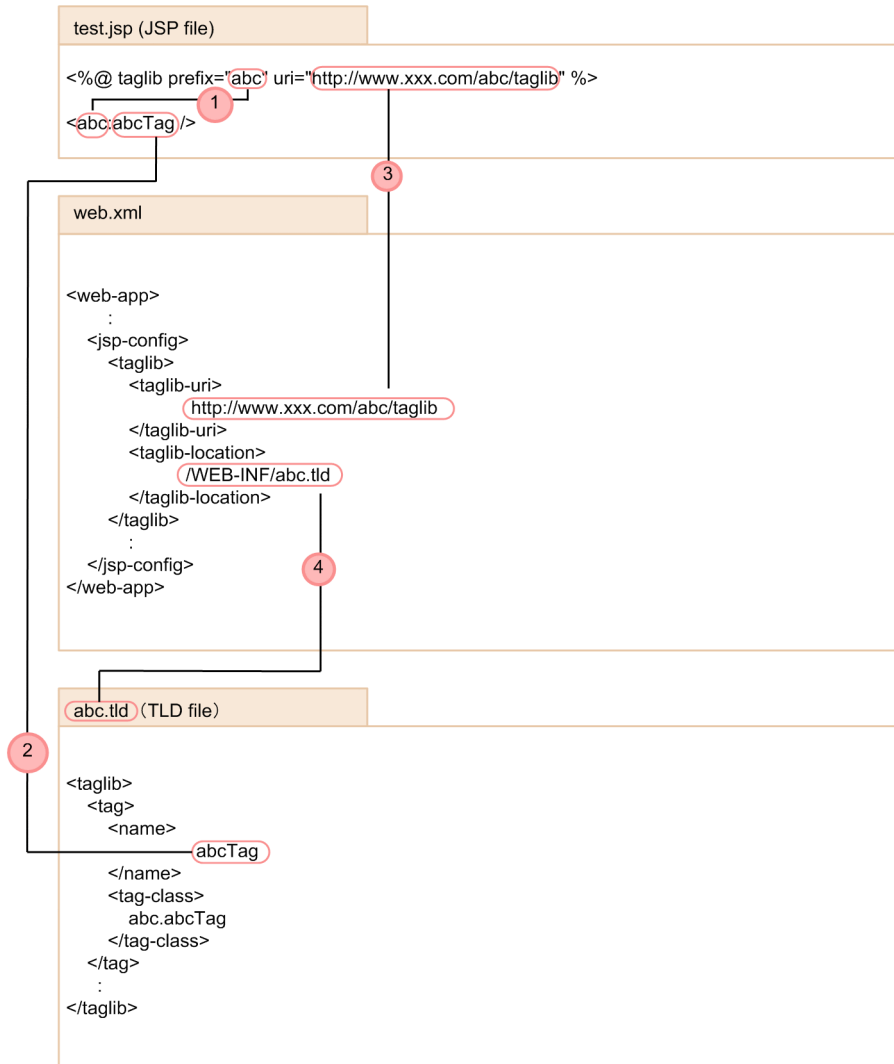 test.jsp (JSP file)
<%@ taglib prefix="abc" uri="http://www.xxx.com/abc/taglib" %>
1
<abc:abcTag />
3
web.xml
<web-app>
:
<jsp-config>
<taglib>
<taglib-uri>
http://www.xxx.com/abc/taglib
</taglib-uri>
<taglib-location>
/WEB-INF/abc.tld
</taglib-location>
</taglib>
:
</jsp-config>
4
</web-app>
abc.tld（TLD file）
2
<taglib>
<tag>
<name>
abcTag
</name>
<tag-class>
abc.abcTag
</tag-class>
</tag>
:
</taglib>